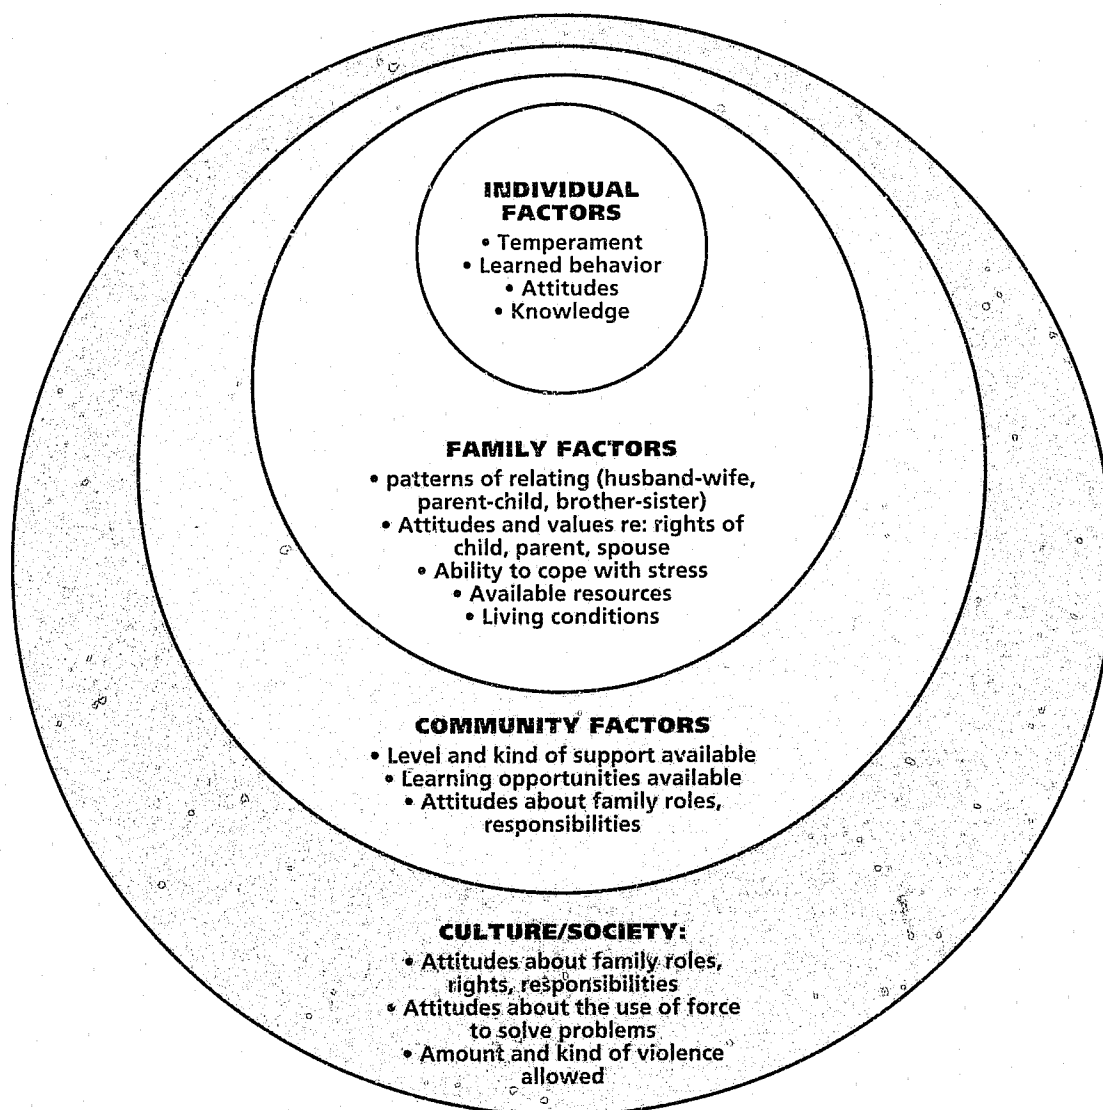 INDIVIDUAL
FACTORS
• Temperament
• Learned behavior
• Attitudes
• Knowledge
FAMILY FACTORS
• patterns of relating (husband-wife,
parent-child, brother-sister)
• Attitudes and values re: rights of
child, parent, spouse
• Ability to cope with stress
• Available resources
• Living conditions
COMMUNITY FACTORS
• Level and kind of support available
• Learning opportunities available
• Attitudes about family roles,
responsibilities
CULTURE/SOCIETY:
• Attitudes about family roles,
rights, responsibilities
• Attitudes about the use of force
to solve problems
• Amount and kind of violence
allowed